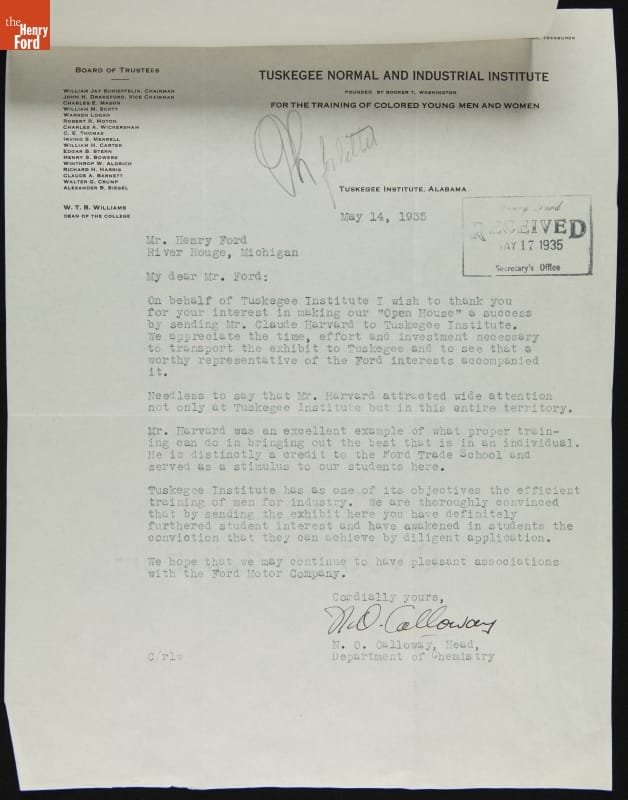 the
Henry
Ford
TREASURER
BOARD OF TRUSTEES
WILLIAM JAY SCHIEFFELIN, CHAIRMAN
JOHN H. DRAKEFORD, VICE CHAIRMAN
CHARLES E. MASON
WILLIAM M. SCOTT
WARREN LOGAN
ROBERT R. MOTON
CHARLES A. WICKERSHAM
C. E. THOMAS
IRVING S. MERRELL
WILLIAM H. CARTER
EDGAR B. STERN
HENRY S. BOWERS
WINTHROP W. ALDRICH
RICHARD H. HARRIS
CLAUDE A. BARNETT
WALTER G. CRUMP
ALEXANDER B. SIEGEL
W. T. B. WILLIAMS
DEAN OF THE COLLEGE
TUSKEGEE NORMAL AND INDUSTRIAL INSTITUTE
FOUNDED BY BOOKER T. WASHINGTON
FOR THE TRAINING OF COLORED YOUNG MEN AND WOMEN
TUSKEGEE INSTITUTE, ALABAMA
May 14, 1935
Henry Ford
RECEIVED
MAY 17 1935
Secretary's Office
Mr. Henry Ford
River Rouge, Michigan
My dear Mr. Ford:
On behalf of Tuskegee Institute I wish to thank you
for your interest in making our "Open House" a success
by sending Mr. Claude Harvard to Tuskegee Institute.
We appreciate the time, effort and investment necessary
to transport the exhibit to Tuskegee and to see that a
worthy representative of the Ford interests accompanied
it.
Needless to say that Mr. Harvard attracted wide attention
not only at Tuskegee Institute but in this entire territory.
Mr. Harvard was an excellent example of what proper train-
ing can do in bringing out the best that is in an individual.
He is distinctly a credit to the Ford Trade School and
served as a stimulus to our students here.
Tuskegee Institute has as one of its objectives the efficient
training of men for industry. We are thoroughly convinced
that by sending the exhibit here you have definitely
furthered student interest and have awakened in students the
conviction that they can achieve by diligent application.
We hope that we may continue to have pleasant associations
with the Ford Motor Company.
Cordially yours,
N. O. Calloway
N. O. Calloway, Head,
Department of Chemistry
C/rlw